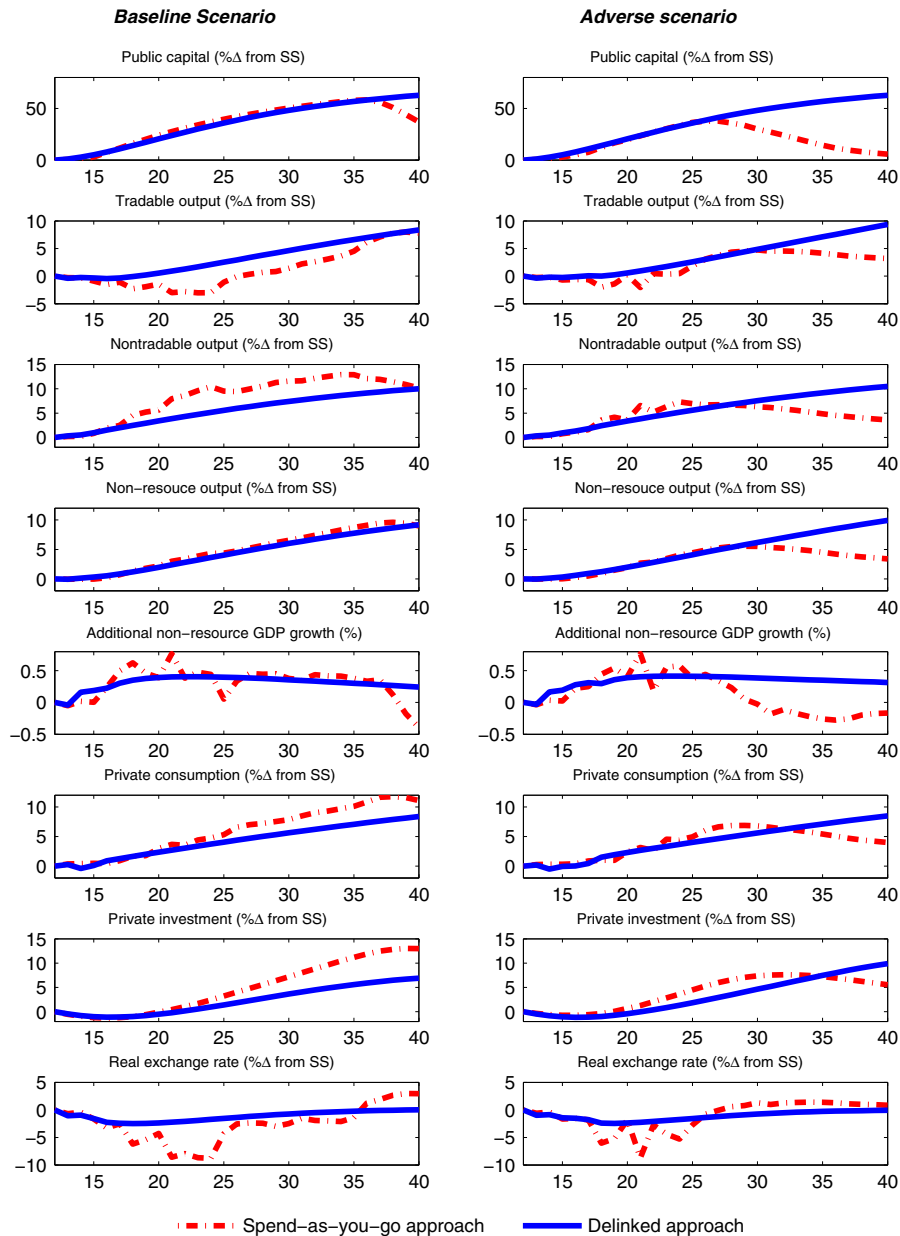 Baseline Scenario
Adverse scenario
Public capital (%Δ from SS)
Public capital (%Δ from SS)
50
0
15 20 25 30 35 40
50
0
15 20 25 30 35 40
Tradable output (%Δ from SS)
Tradable output (%Δ from SS)
10
5
0
−5
15 20 25 30 35 40
10
5
0
−5
15 20 25 30 35 40
Nontradable output (%Δ from SS)
Nontradable output (%Δ from SS)
15
10
5
0
15 20 25 30 35 40
15
10
5
0
15 20 25 30 35 40
Non−resouce output (%Δ from SS)
Non−resource output (%Δ from SS)
10
5
0
15 20 25 30 35 40
10
5
0
15 20 25 30 35 40
Additional non−resource GDP growth (%)
Additional non−resource GDP growth (%)
0.5
0
−0.5
15 20 25 30 35 40
0.5
0
−0.5
15 20 25 30 35 40
Private consumption (%Δ from SS)
Private consumption (%Δ from SS)
10
5
0
15 20 25 30 35 40
10
5
0
15 20 25 30 35 40
Private investment (%Δ from SS)
Private investment (%Δ from SS)
15
10
5
0
15 20 25 30 35 40
15
10
5
0
15 20 25 30 35 40
Real exchange rate (%Δ from SS)
Real exchange rate (%Δ from SS)
5
0
−5
−10
15 20 25 30 35 40
5
0
−5
−10
15 20 25 30 35 40
Spend−as−you−go approach
Delinked approach